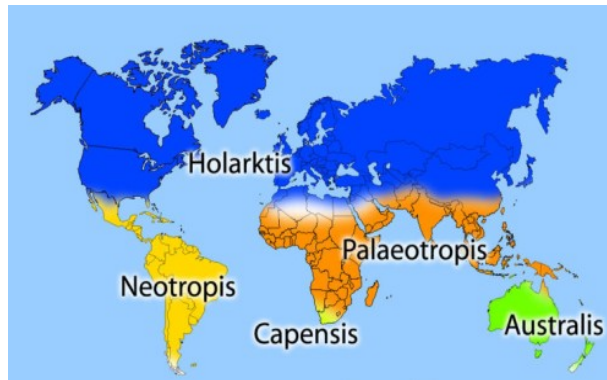 Holarktis
Palaeotropis
Neotropis
Capensis
Australis